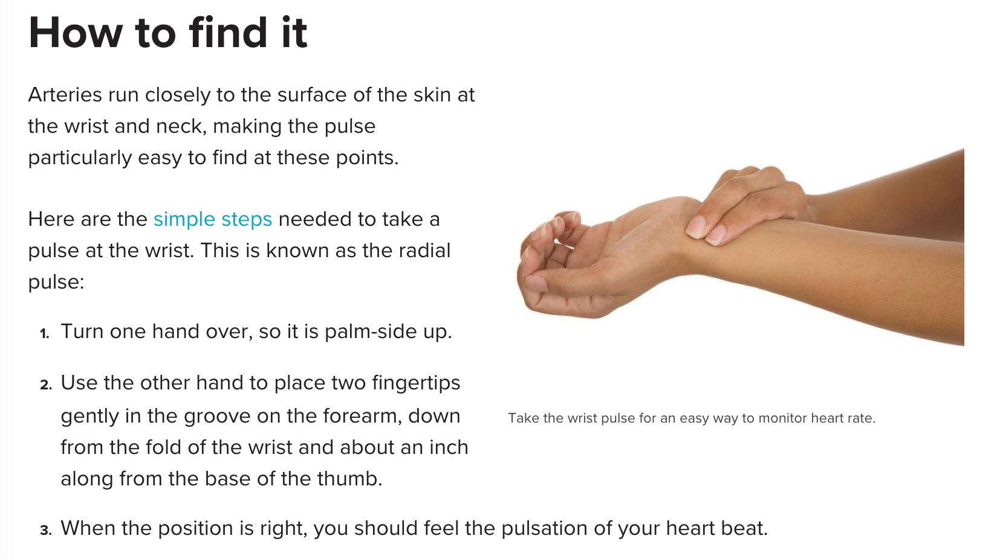 How to find it
Arteries run closely to the surface of the skin at
the wrist and neck, making the pulse
particularly easy to find at these points.
Here are the simple steps needed to take a
pulse at the wrist. This is known as the radial
pulse:
1. Turn one hand over, so it is palm-side up.
2. Use the other hand to place two fingertips
gently in the groove on the forearm, down
from the fold of the wrist and about an inch
along from the base of the thumb.
Take the wrist pulse for an easy way to monitor heart rate.
3. When the position is right, you should feel the pulsation of your heart beat.